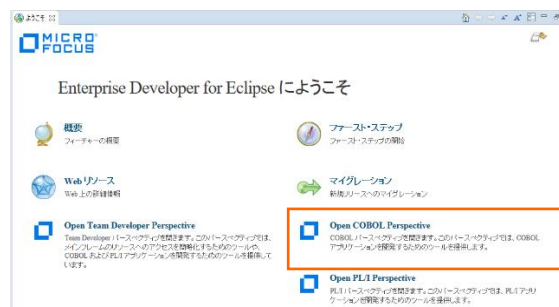 ようこそ
MICRO
FOCUS
Enterprise Developer for Eclipse にようこそ
概要
フィーチャーの概要
ファースト・ステップ
ファースト・ステップの開始
Web リソース
Web 上の詳細情報
マイグレーション
新規リリースへのマイグレーション
Open Team Developer Perspective
Team Developer パースペクティブを開きます。このパースペクティブでは、
メインフレームのリソースへのアクセスを簡略化するためのツールや、
COBOL および PL/I アプリケーションを開発するためのツールを提供して
います。
Open COBOL Perspective
COBOL パースペクティブを開きます。このパースペクティブでは、COBOL
アプリケーションを開発するためのツールを提供します。
Open PL/I Perspective
PL/I パースペクティブを開きます。このパースペクティブでは、PL/I アプリ
ケーションを開発するためのツールを提供します。